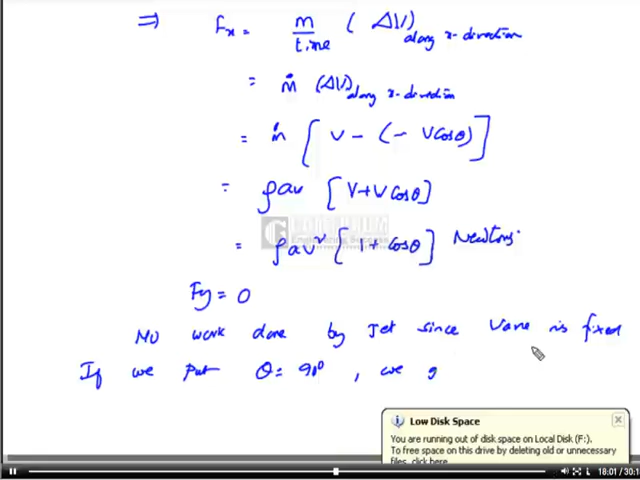 ⇒ Fx = m/time (ΔV) along x-direction
= ṁ (ΔV) along x-direction
= ṁ [V - (- VCosθ)]
= ρav [V+VCosθ]
= ρav² [1 + Cosθ] Newtons.
Fy = 0
No work done by Jet since Vane is fixed
If we put θ = 90°, we g
Low Disk Space
You are running out of disk space on Local Disk (F:).
To free space on this drive by deleting old or unnecessary
files, click here.
18:01/30:1